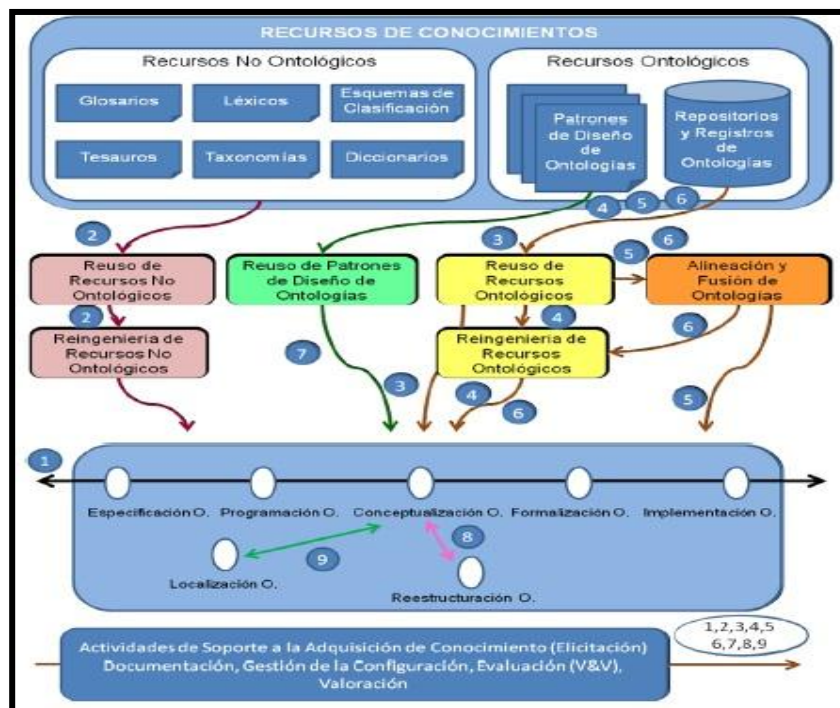 RECURSOS DE CONOCIMIENTOS
Recursos No Ontológicos
Recursos Ontológicos
Glosarios
Léxicos
Esquemas de
Clasificación
Tesauros
Taxonomías
Diccionarios
Patrones
de Diseño
de
Ontologías
Repositorios
y Registros
de
Ontologías
4
5
6
2
3
5
6
Reuso de
Recursos No
Ontológicos
Reuso de Patrones
de Diseño de
Ontologías
Reuso de
Recursos
Ontológicos
Alineación y
Fusión de
Ontologías
2
4
6
Reingeniería de
Recursos No
Ontológicos
Reingeniería de
Recursos
Ontológicos
7
3
4
6
5
1
Especificación O.
Programación O.
Conceptualización O.
Formalización O.
Implementación O.
9
8
Localización O.
Reestructuración O.
Actividades de Soporte a la Adquisición de Conocimiento (Elicitación)
Documentación, Gestión de la Configuración, Evaluación (V&V),
Valoración
1,2,3,4,5
6,7,8,9